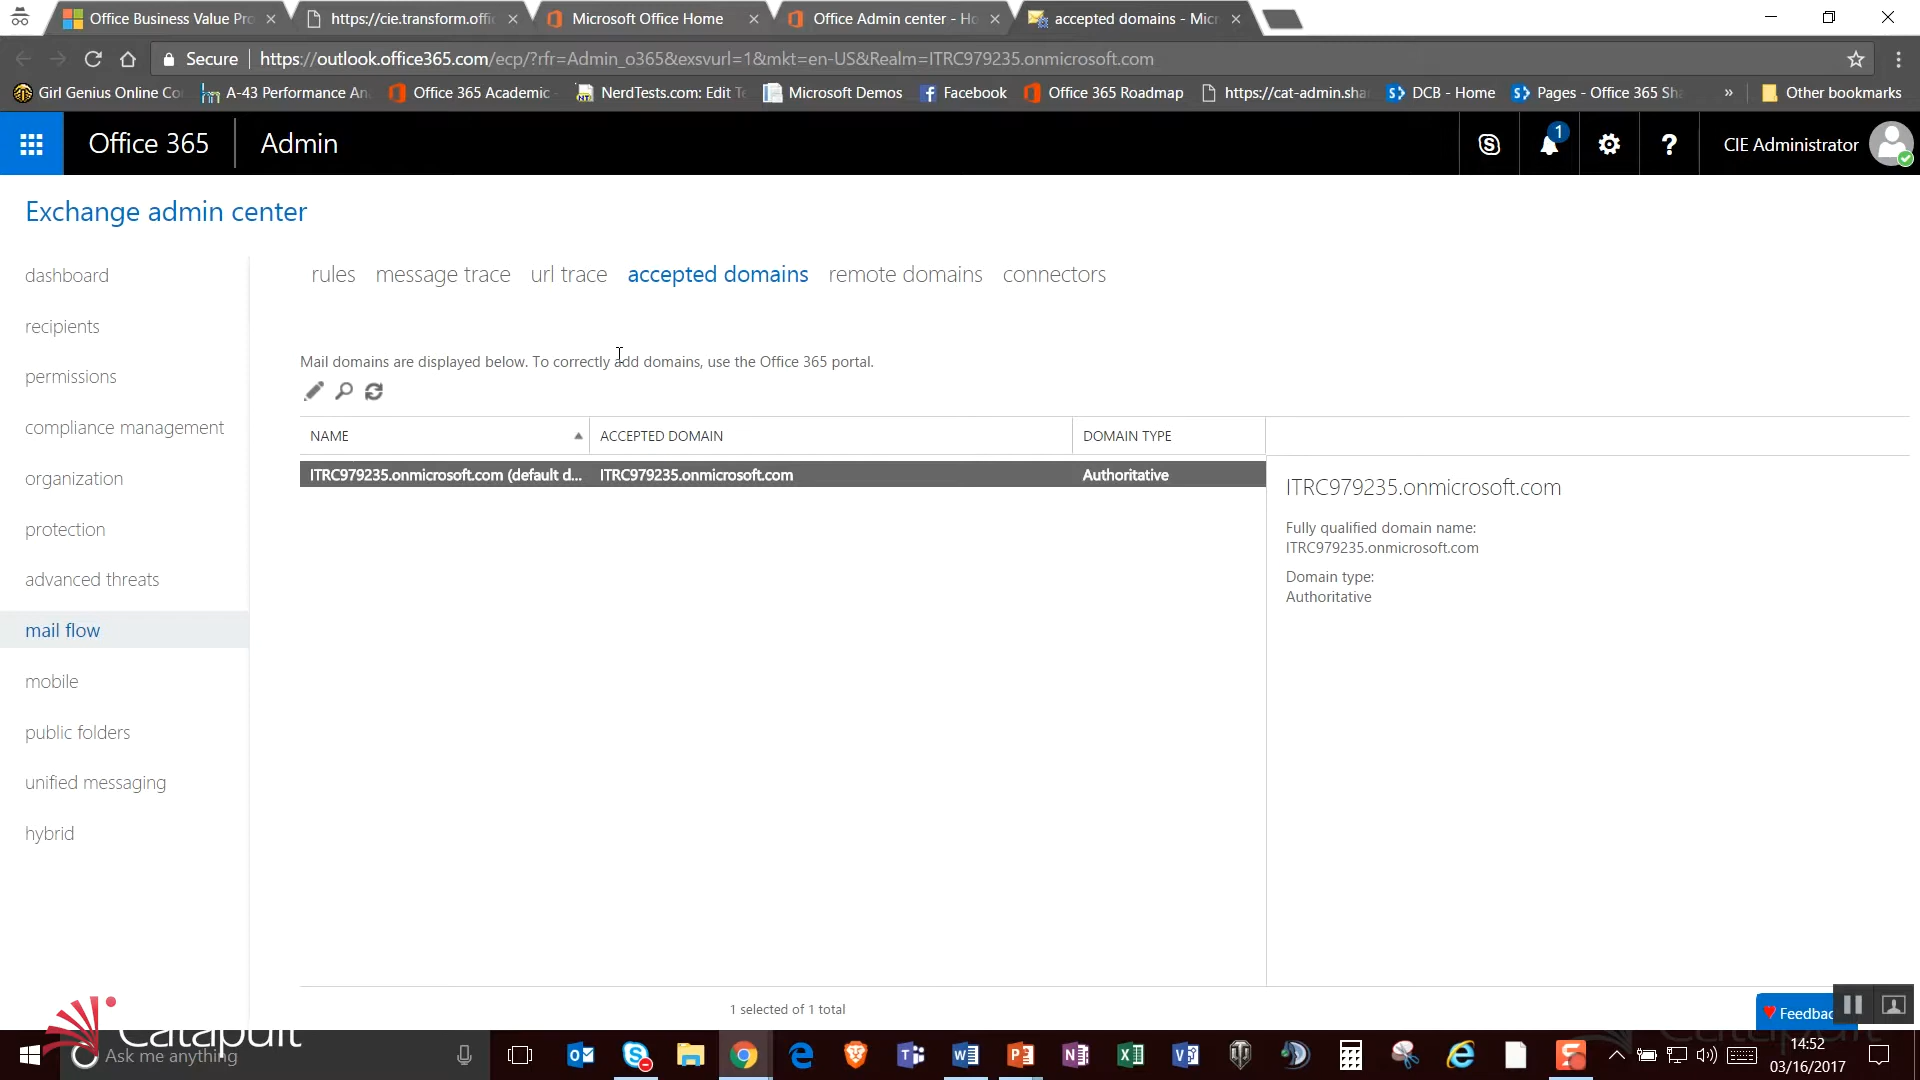 Office Business Value Pro
https://cie.transform.offi
Microsoft Office Home
Office Admin center - Ho
accepted domains - Micr
Secure
https://outlook.office365.com/ecp/?rfr=Admin_o365&exsvurl=1&mkt=en-US&Realm=ITRC979235.onmicrosoft.com
Girl Genius Online Co
A-43 Performance An
Office 365 Academic
NerdTests.com: Edit Te
Microsoft Demos
Facebook
Office 365 Roadmap
https://cat-admin.sha
DCB - Home
Pages - Office 365 Sha
»
Other bookmarks
Office 365
Admin
1
?
CIE Administrator
Exchange admin center
dashboard
recipients
permissions
compliance management
organization
protection
advanced threats
mail flow
mobile
public folders
unified messaging
hybrid
rules message trace url trace accepted domains remote domains connectors
Mail domains are displayed below. To correctly add domains, use the Office 365 portal.
NAME ACCEPTED DOMAIN DOMAIN TYPE
ITRC979235.onmicrosoft.com (default d... ITRC979235.onmicrosoft.com Authoritative
ITRC979235.onmicrosoft.com
Fully qualified domain name:
ITRC979235.onmicrosoft.com
Domain type:
Authoritative
1 selected of 1 total
Feedbac
Catapult
Ask me anything
14:52
03/16/2017